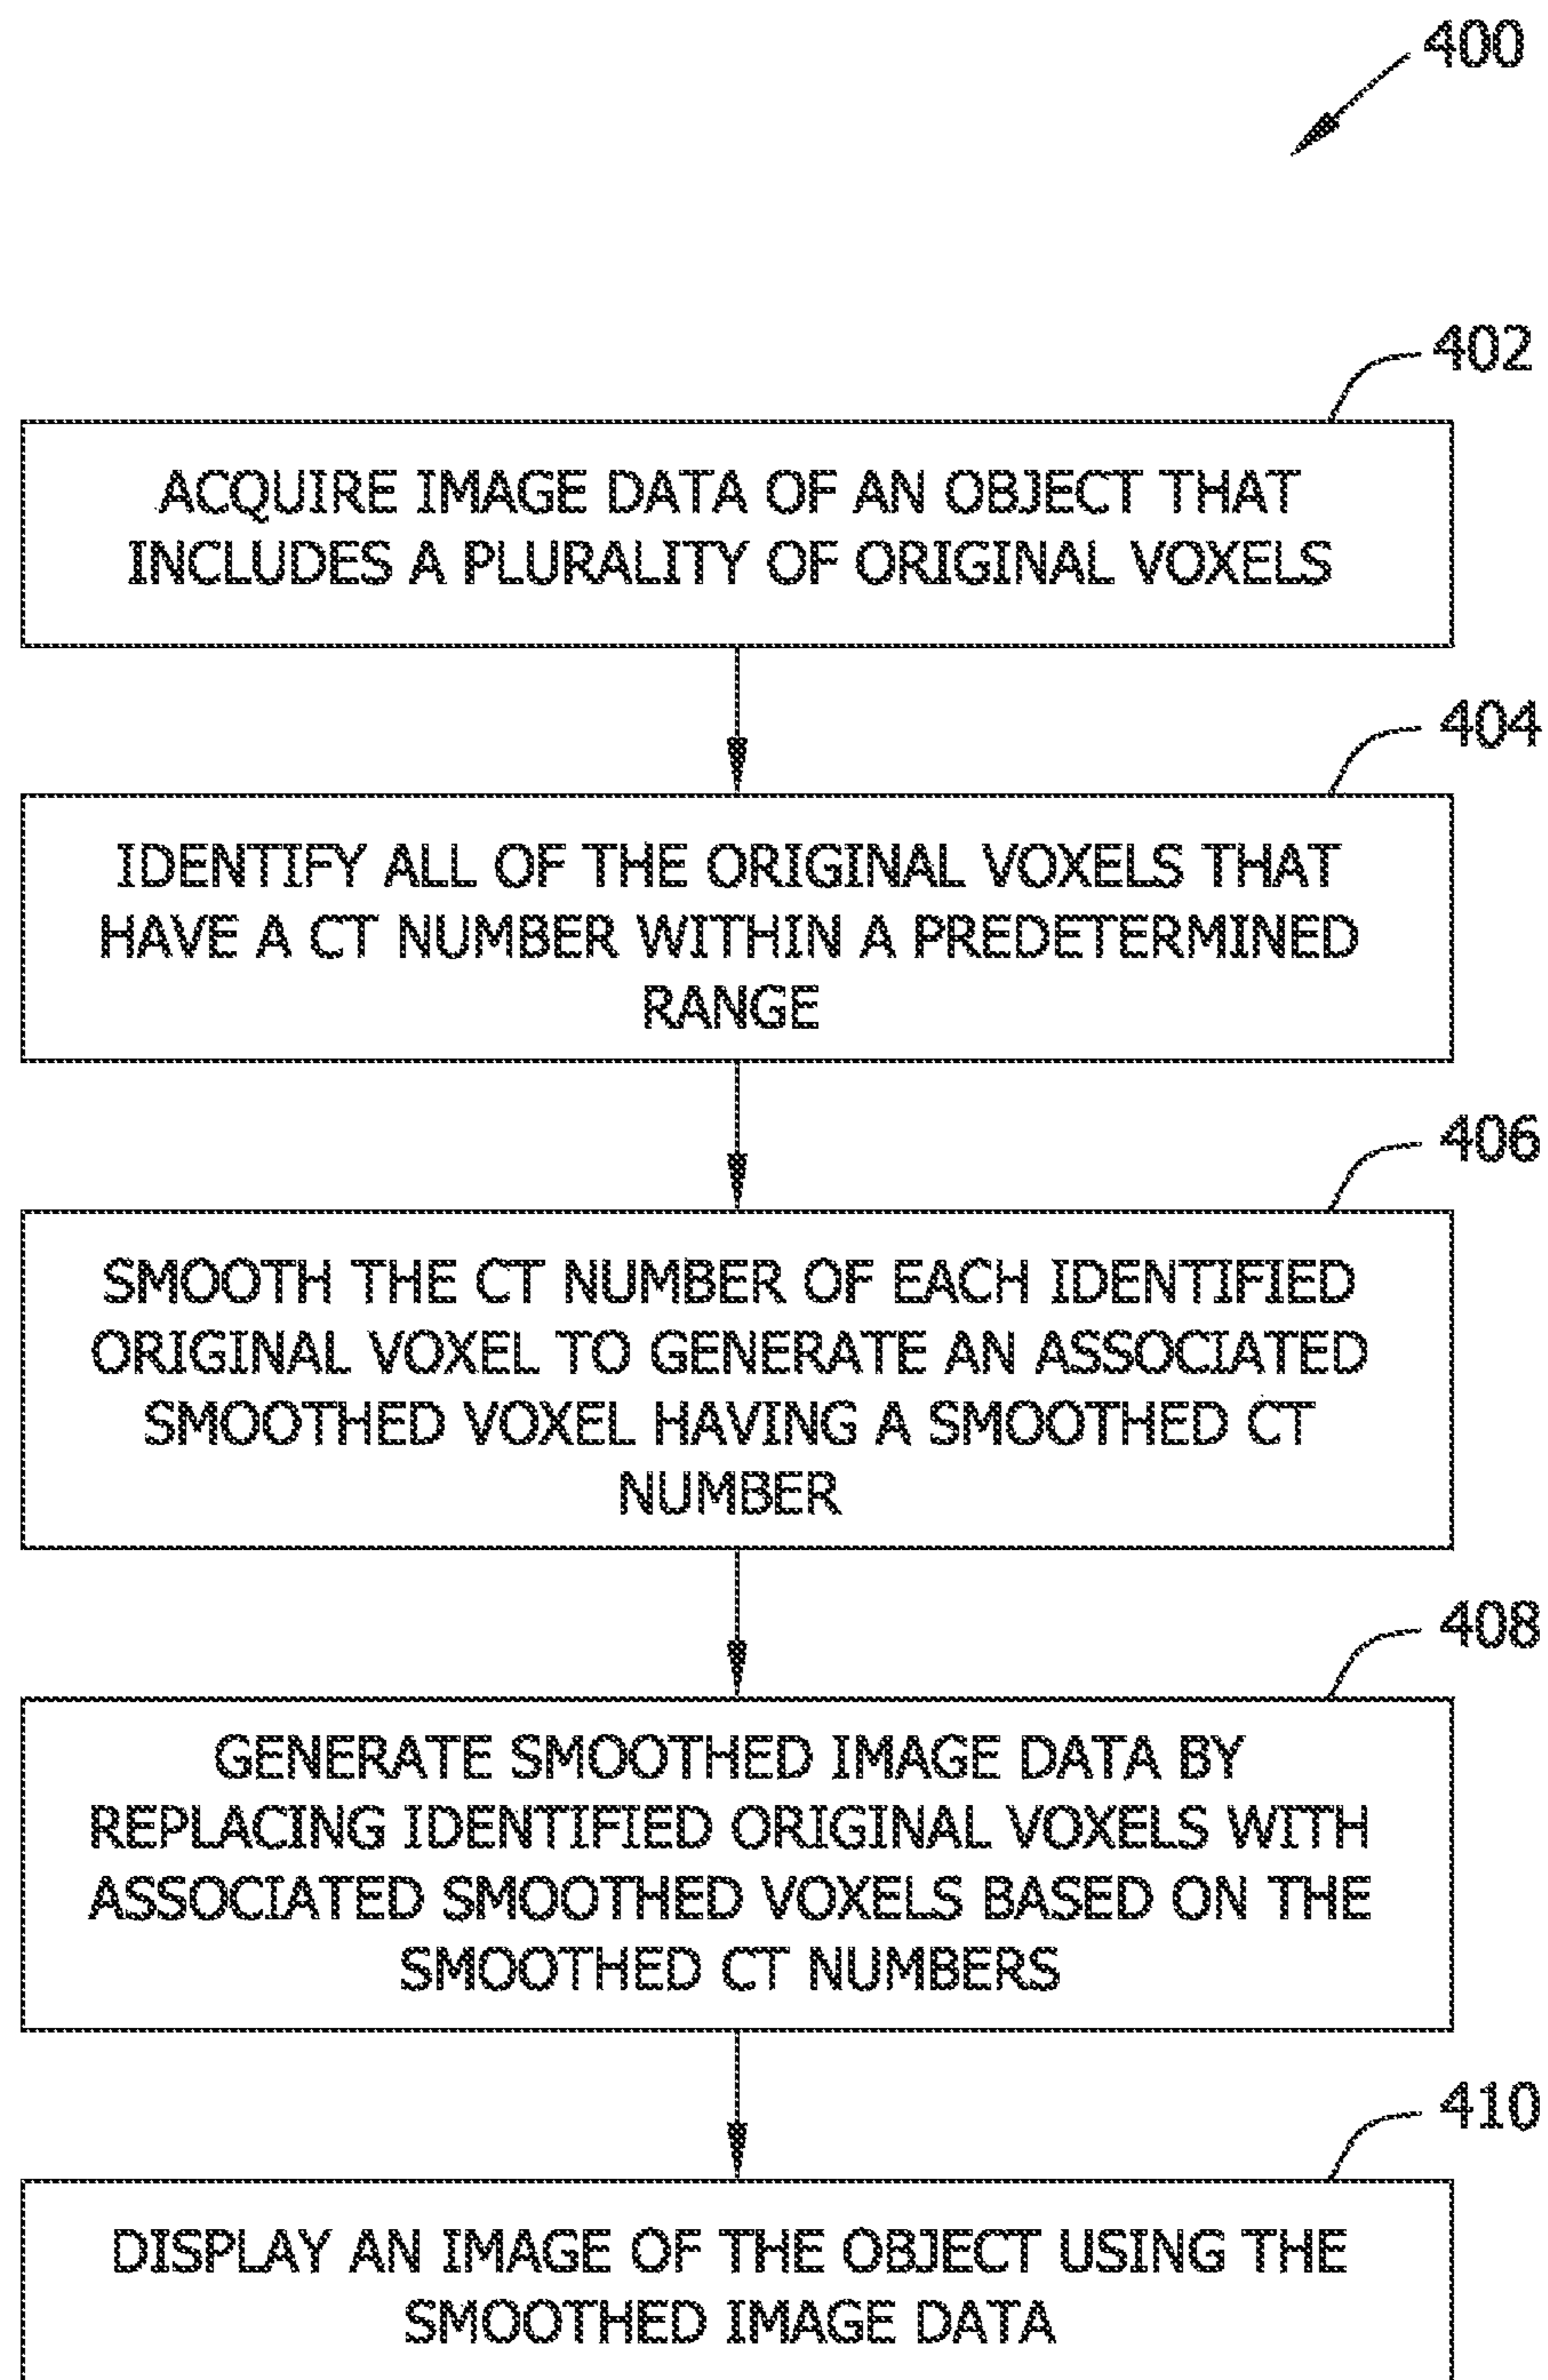 400
402
ACQUIRE IMAGE DATA OF AN OBJECT THAT
INCLUDES A PLURALITY OF ORIGINAL VOXELS
404
IDENTIFY ALL OF THE ORIGINAL VOXELS THAT
HAVE A CT NUMBER WITHIN A PREDETERMINED
RANGE
406
SMOOTH THE CT NUMBER OF EACH IDENTIFIED
ORIGINAL VOXEL TO GENERATE AN ASSOCIATED
SMOOTHED VOXEL HAVING A SMOOTHED CT
NUMBER
408
GENERATE SMOOTHED IMAGE DATA BY
REPLACING IDENTIFIED ORIGINAL VOXELS WITH
ASSOCIATED SMOOTHED VOXELS BASED ON THE
SMOOTHED CT NUMBERS
410
DISPLAY AN IMAGE OF THE OBJECT USING THE
SMOOTHED IMAGE DATA